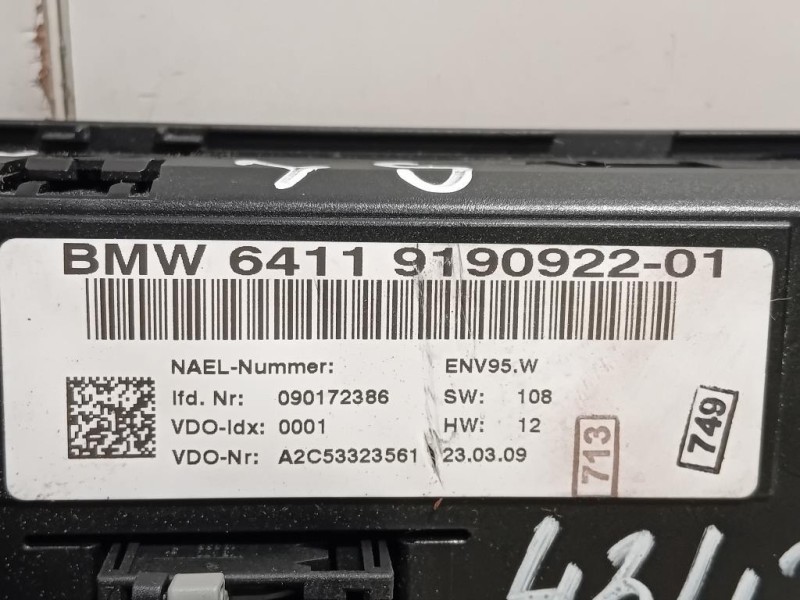 BMW 6411 9190922-01
NAEL-Nummer: ENV95.W
lfd. Nr: 090172386 SW: 108
VDO-Idx: 0001 HW: 12
VDO-Nr: A2C53323561 23.03.09
713
749